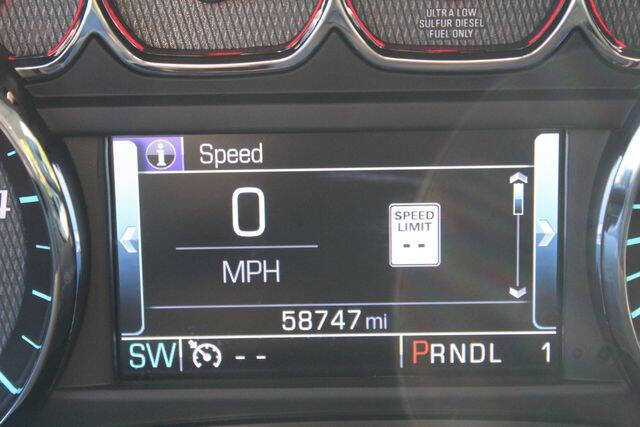 ULTRA LOW
SULFUR DIESEL
FUEL ONLY
i Speed
0
MPH
SPEED
LIMIT
--
58747 mi
SW -- PRNDL 1